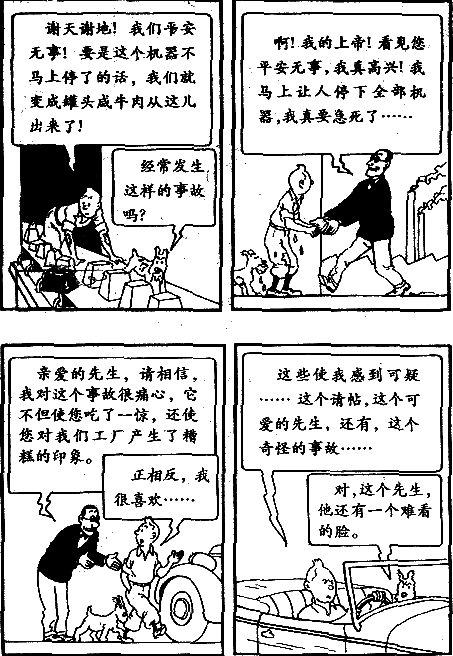 谢天谢地！我们平安
无事！要是这个机器不
马上停了的话，我们就
变成罐头咸牛肉从这儿
出来了！
经常发生
这样的事故
吗？
啊！我的上帝！看见您
平安无事，我真高兴！我
马上让人停下全部机
器，我真要急死了……
亲爱的先生，请相信，
我对这个事故很痛心，它
不但使您吃了一惊，还使
您对我们工厂产生了糟
糕的印象。
正相反，我
很喜欢……
这些使我感到可疑
……这个请帖，这个可
爱的先生，还有，这个
奇怪的事故……
对，这个先生，
他还有一个难看
的脸。